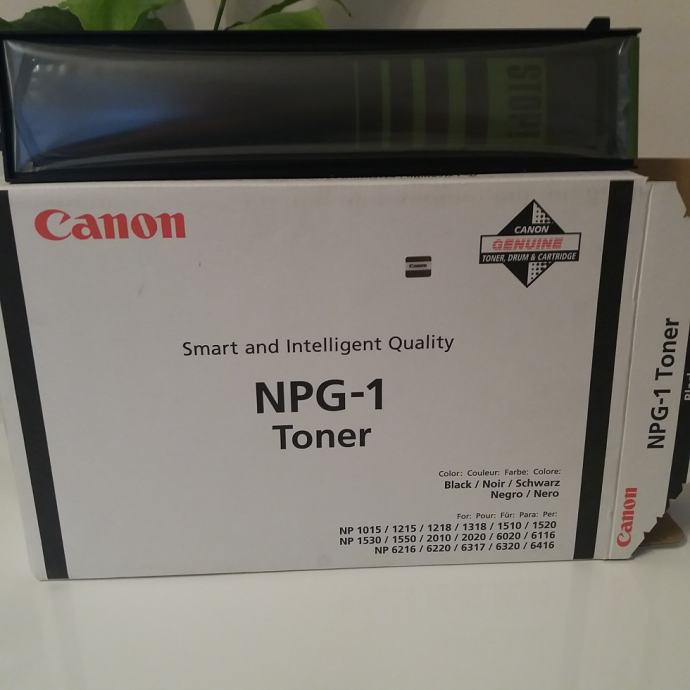 STOP!
Canon
CANON
GENUINE
TONER, DRUM & CARTRIDGE
Canon
Smart and Intelligent Quality
NPG-1
Toner
Color: Couleur: Farbe: Colore:
Black / Noir / Schwarz
Negro / Nero
For: Pour: Für: Para: Per:
NP 1015 / 1215 / 1218 / 1318 / 1510 / 1520
NP 1530 / 1550 / 2010 / 2020 / 6020 / 6116
NP 6216 / 6220 / 6317 / 6320 / 6416
NPG-1 Toner
Canon